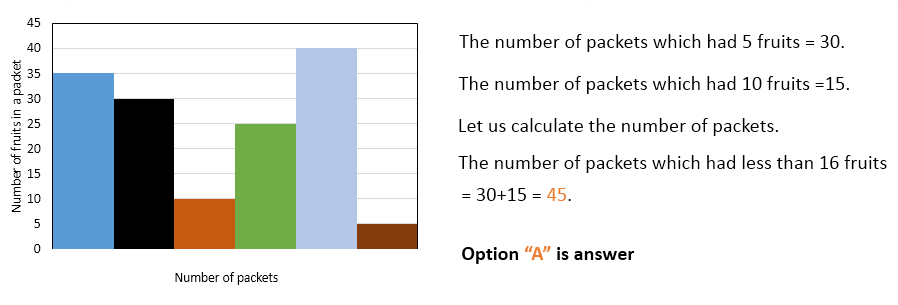 45
40
35
30
25
20
15
10
5
0
Number of fruits in a packet
Number of packets
The number of packets which had 5 fruits = 30.
The number of packets which had 10 fruits =15.
Let us calculate the number of packets.
The number of packets which had less than 16 fruits
= 30+15 = 45.
Option “A” is answer